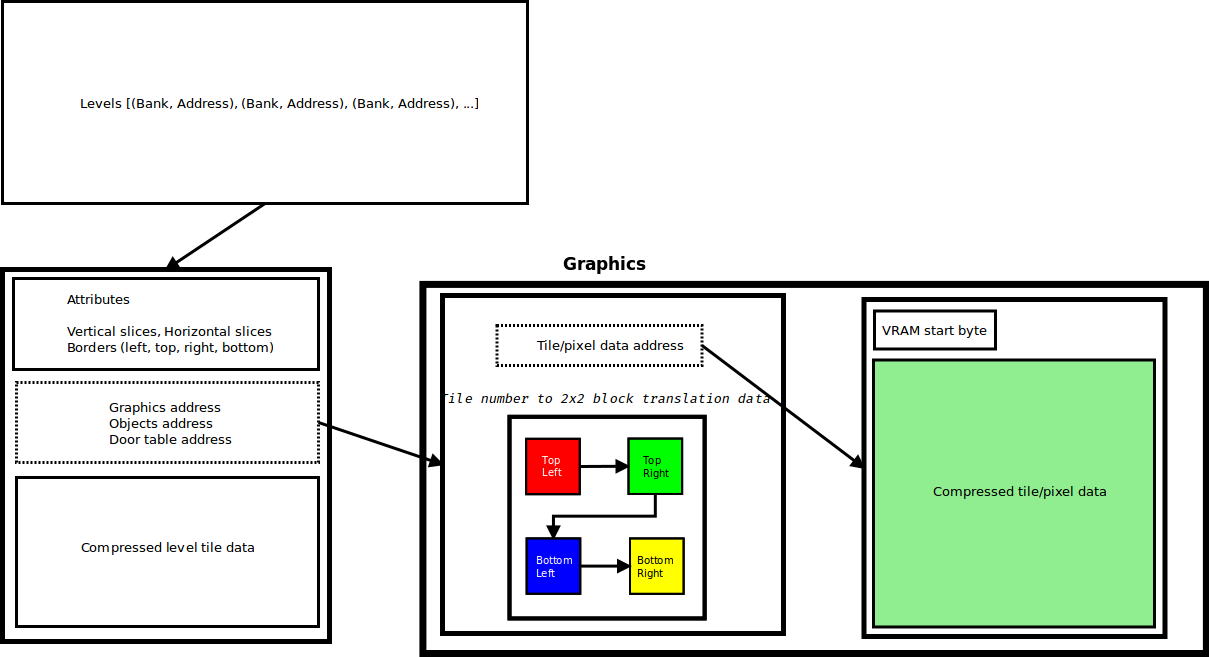 Levels [(Bank, Address), (Bank, Address), (Bank, Address), ...]
Attributes
Vertical slices, Horizontal slices
Borders (left, top, right, bottom)
Graphics address
Objects address
Door table address
Compressed level tile data
Graphics
Tile/pixel data address
Tile number to 2x2 block translation data
Top
Left
Top
Right
Bottom
Left
Bottom
Right
VRAM start byte
Compressed tile/pixel data